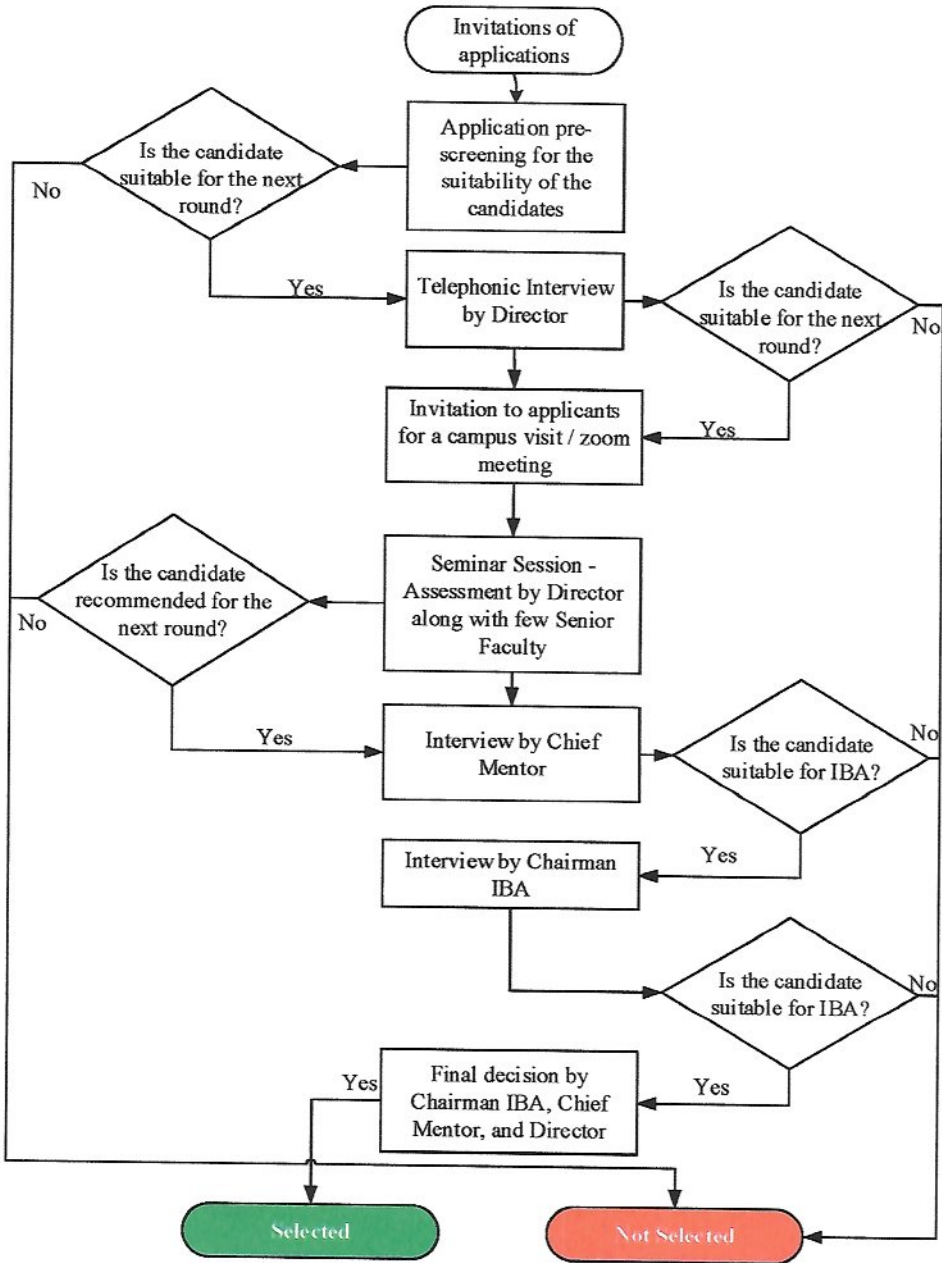 Invitations of
applications
Application pre-
screening for the
suitability of the
candidates
Is the candidate
suitable for the next
round?
No
Yes
Telephonic Interview
by Director
Is the candidate
suitable for the next
round?
No
Yes
Invitation to applicants
for a campus visit / zoom
meeting
Seminar Session -
Assessment by Director
along with few Senior
Faculty
Is the candidate
recommended for the
next round?
No
Yes
Interview by Chief
Mentor
Is the candidate
suitable for IBA?
No
Yes
Interview by Chairman
IBA
Is the candidate
suitable for IBA?
No
Yes
Final decision by
Chairman IBA, Chief
Mentor, and Director
Yes
Selected
Not Selected